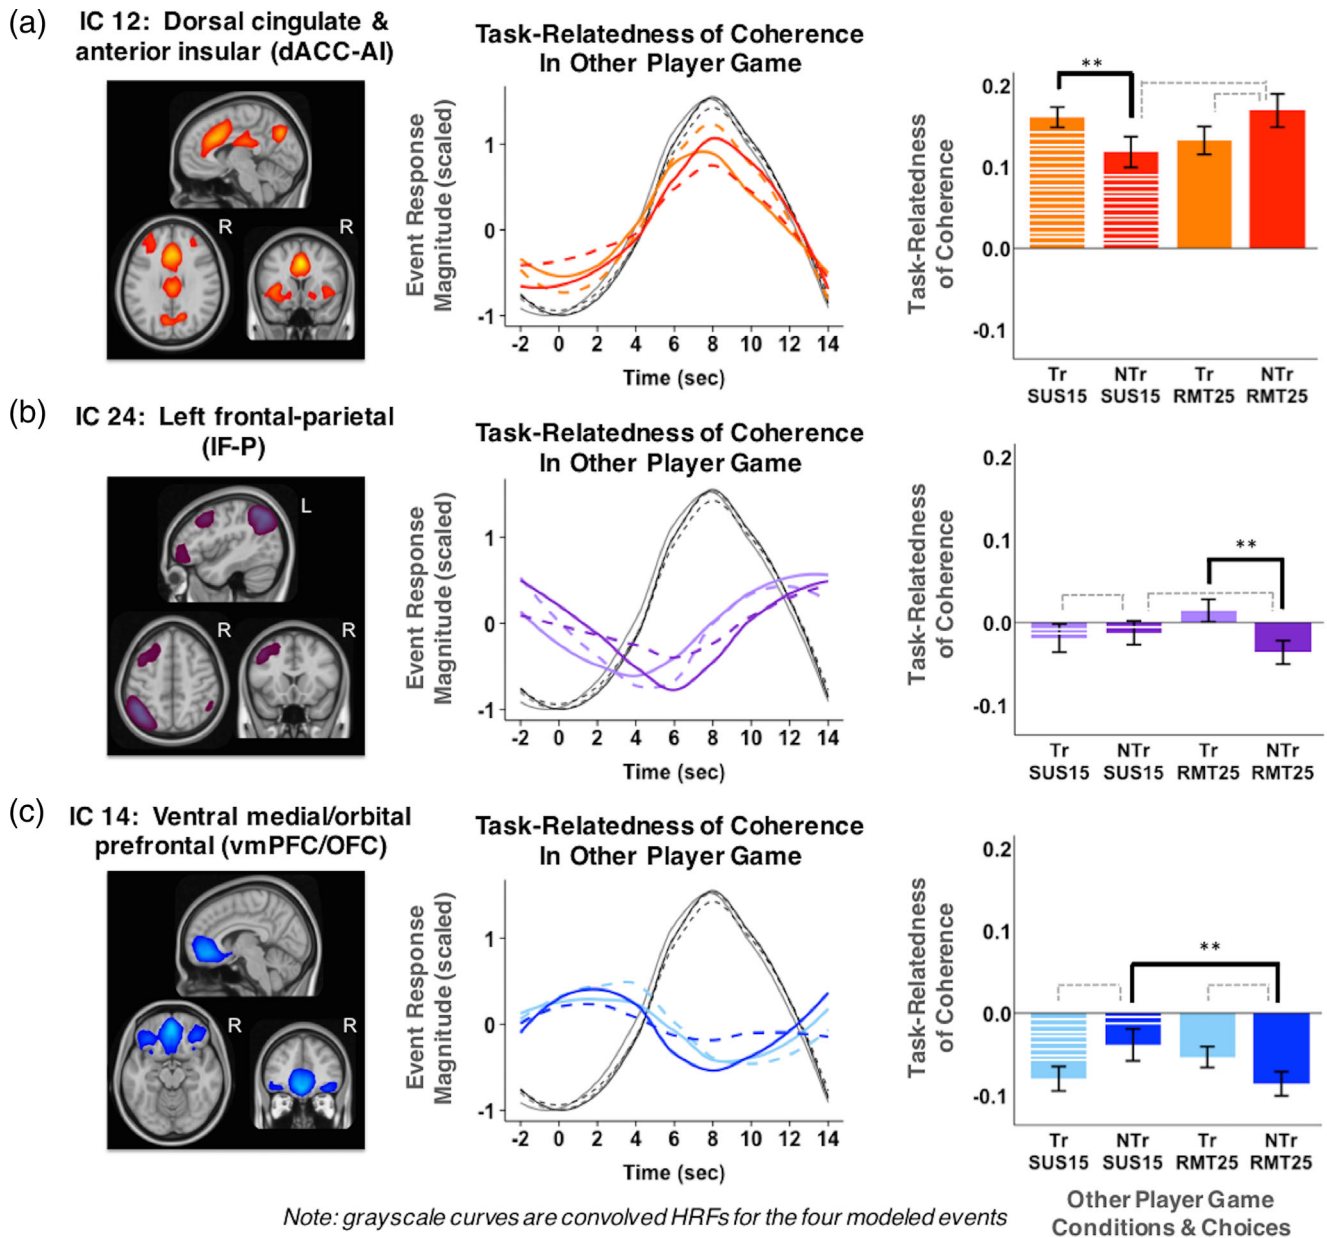 (a)
IC 12: Dorsal cingulate &
anterior insular (dACC-AI)
R
R
Task-Relatedness of Coherence
In Other Player Game
Event Response
Magnitude (scaled)
1
0
-1
-2 0 2 4 6 8 10 12 14
Time (sec)
Task-Relatedness
of Coherence
0.2
0.1
0.0
-0.1
**
Tr NTr Tr NTr
SUS15 SUS15 RMT25 RMT25
(b)
IC 24: Left frontal-parietal
(lF-P)
L
R
R
Task-Relatedness of Coherence
In Other Player Game
Event Response
Magnitude (scaled)
1
0
-1
-2 0 2 4 6 8 10 12 14
Time (sec)
Task-Relatedness
of Coherence
0.2
0.1
0.0
-0.1
**
Tr NTr Tr NTr
SUS15 SUS15 RMT25 RMT25
(c)
IC 14: Ventral medial/orbital
prefrontal (vmPFC/OFC)
R
R
Task-Relatedness of Coherence
In Other Player Game
Event Response
Magnitude (scaled)
1
0
-1
-2 0 2 4 6 8 10 12 14
Time (sec)
Task-Relatedness
of Coherence
0.2
0.1
0.0
-0.1
**
Tr NTr Tr NTr
SUS15 SUS15 RMT25 RMT25
Other Player Game
Conditions & Choices
Note: grayscale curves are convolved HRFs for the four modeled events